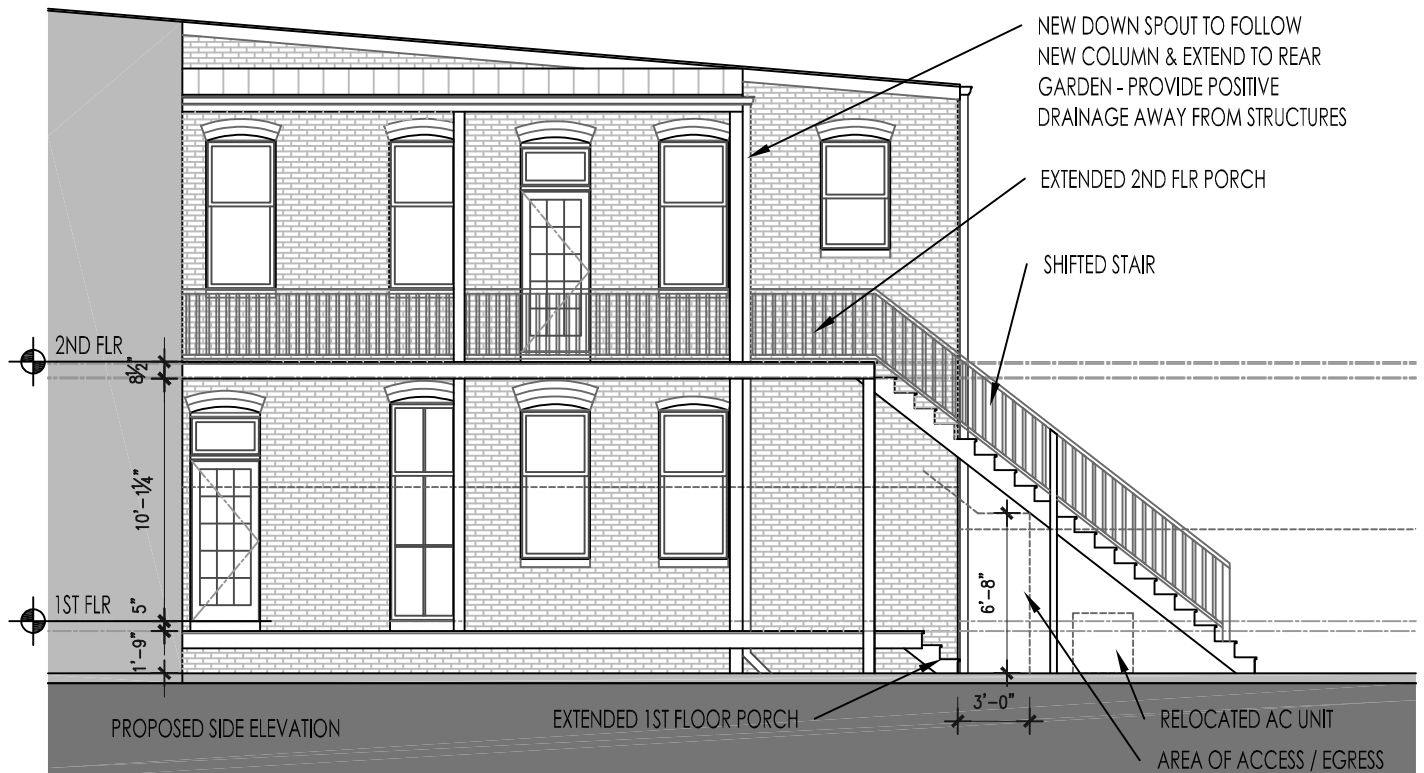 NEW DOWN SPOUT TO FOLLOW
NEW COLUMN & EXTEND TO REAR
GARDEN - PROVIDE POSITIVE
DRAINAGE AWAY FROM STRUCTURES
EXTENDED 2ND FLR PORCH
SHIFTED STAIR
2ND FLR
8½"
10'-1¼"
1ST FLR
5"
1'-9"
6'-8"
3'-0"
PROPOSED SIDE ELEVATION
EXTENDED 1ST FLOOR PORCH
RELOCATED AC UNIT
AREA OF ACCESS / EGRESS